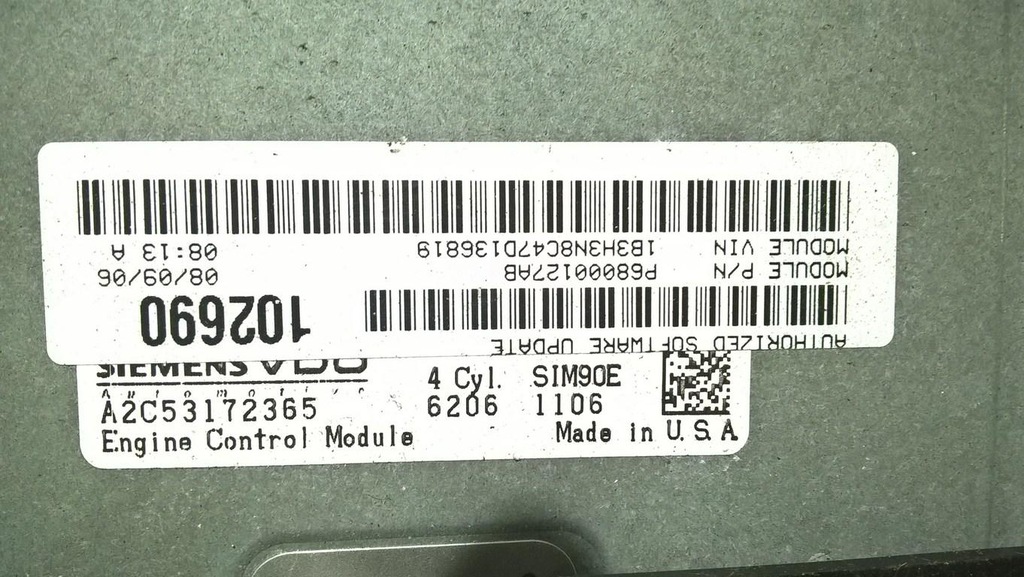 AUTHORIZED SOFTWARE UPDATE
102690
MODULE P/N P68000127AB 08/09/06
MODULE VIN 1B3H3N8C47D136819 08:13 A
SIEMENS VDO
4 Cyl. SIM90E
A2C53172365 6206 1106
Engine Control Module Made in U.S.A